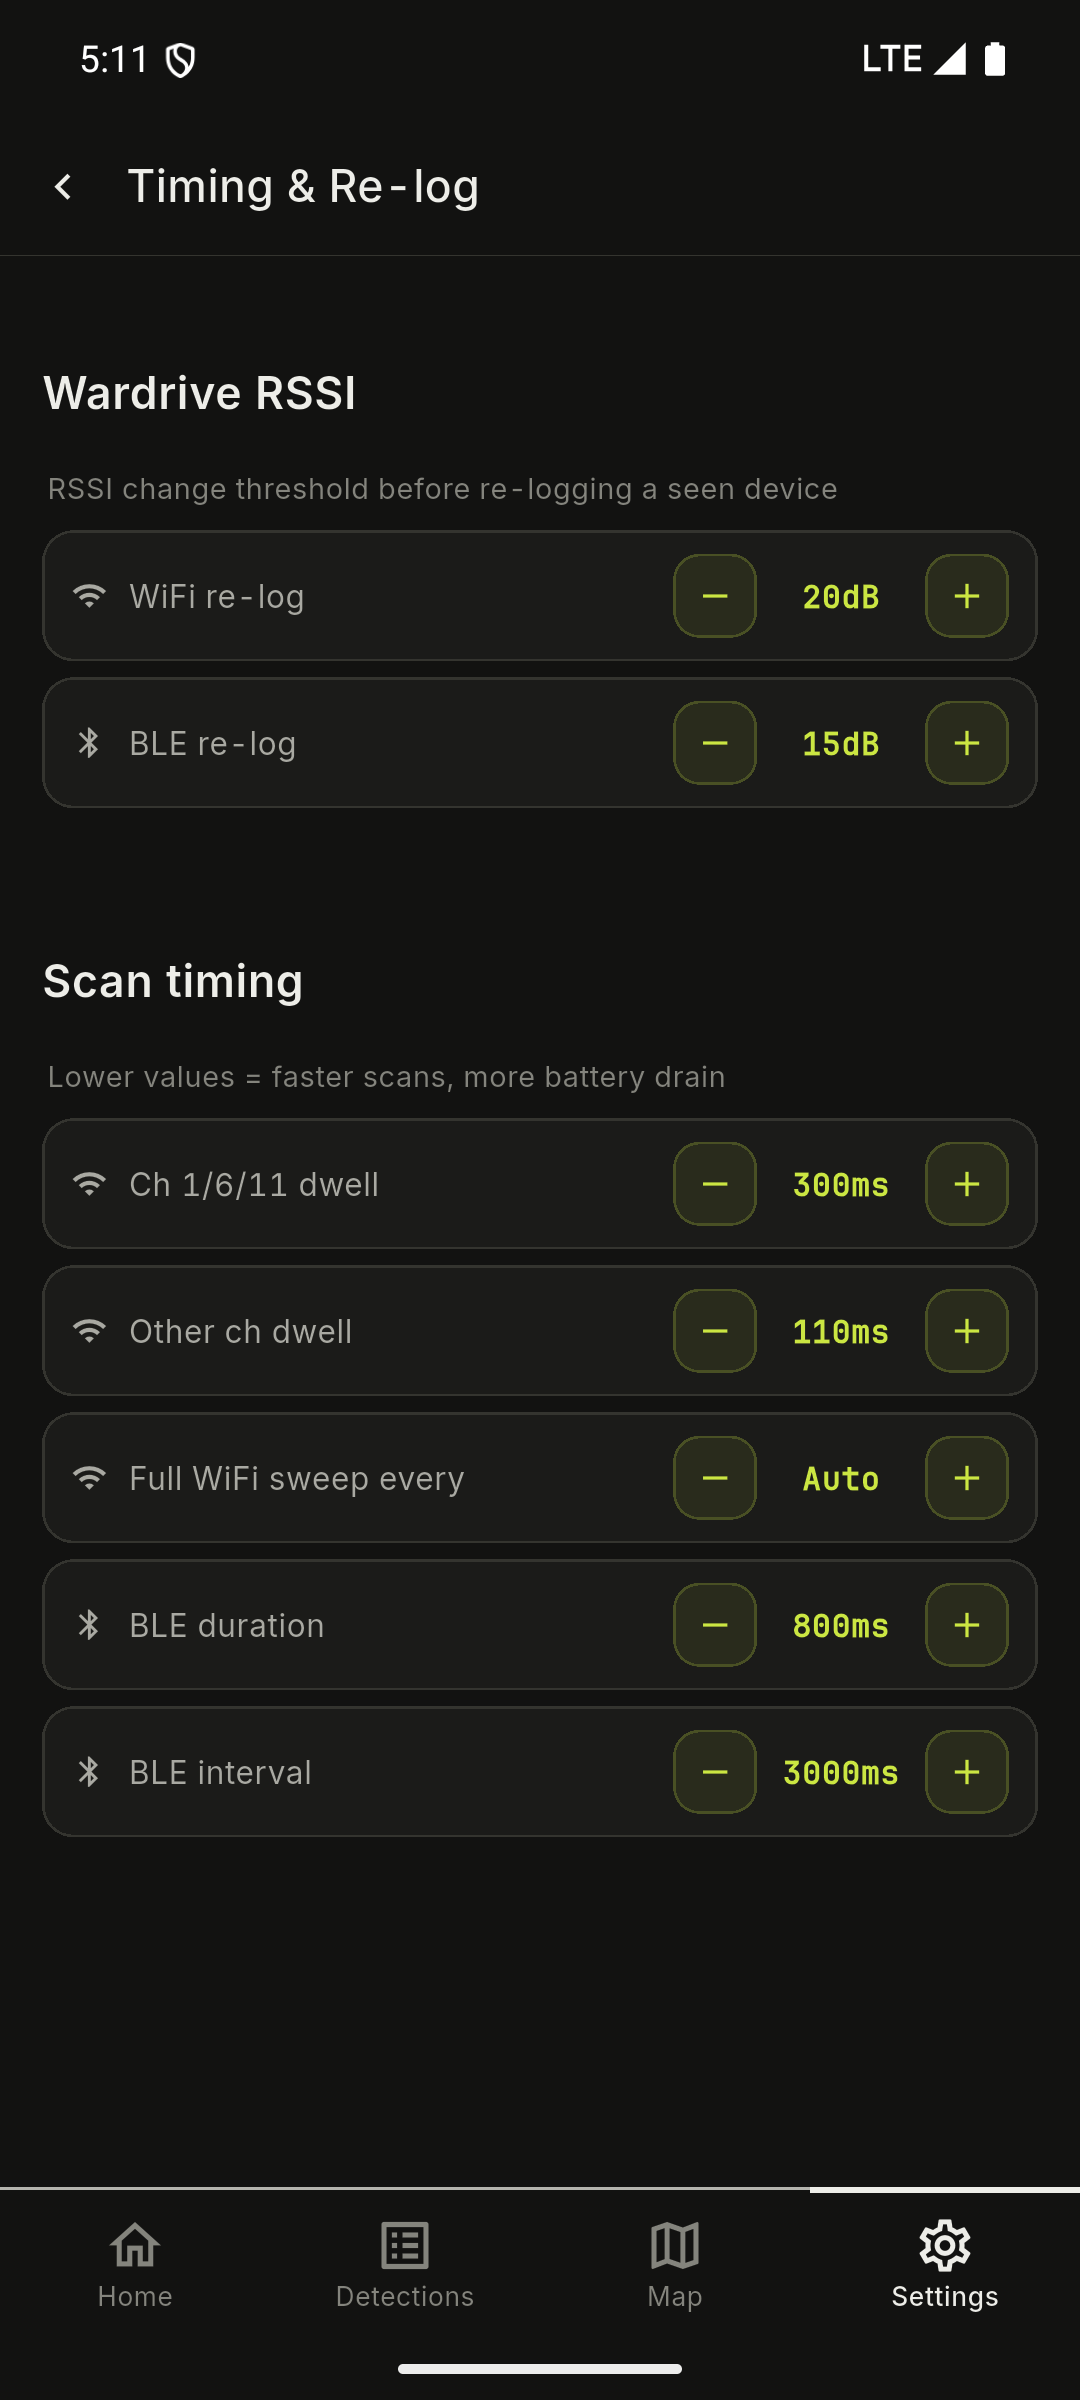 5:11
LTE
Timing & Re-log
Wardrive RSSI
RSSI change threshold before re-logging a seen device
WiFi re-log − 20dB +
BLE re-log − 15dB +
Scan timing
Lower values = faster scans, more battery drain
Ch 1/6/11 dwell − 300ms +
Other ch dwell − 110ms +
Full WiFi sweep every − Auto +
BLE duration − 800ms +
BLE interval − 3000ms +
Home Detections Map Settings